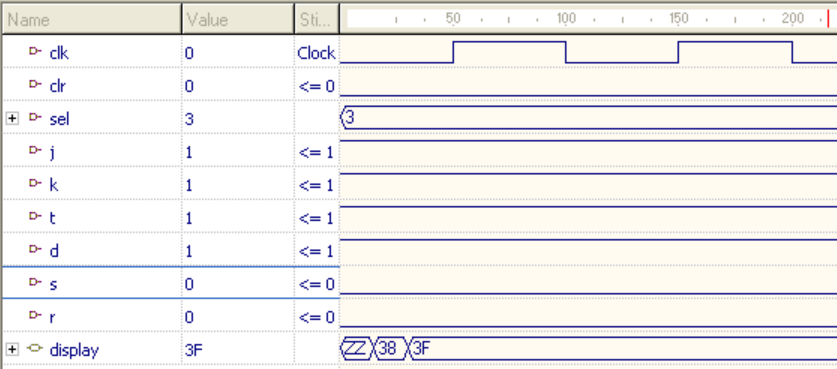 Name Value Sti... 50 100 150 200
clk 0 Clock
clr 0 <= 0
sel 3 3
j 1 <= 1
k 1 <= 1
t 1 <= 1
d 1 <= 1
s 0 <= 0
r 0 <= 0
display 3F ZZ 38 3F